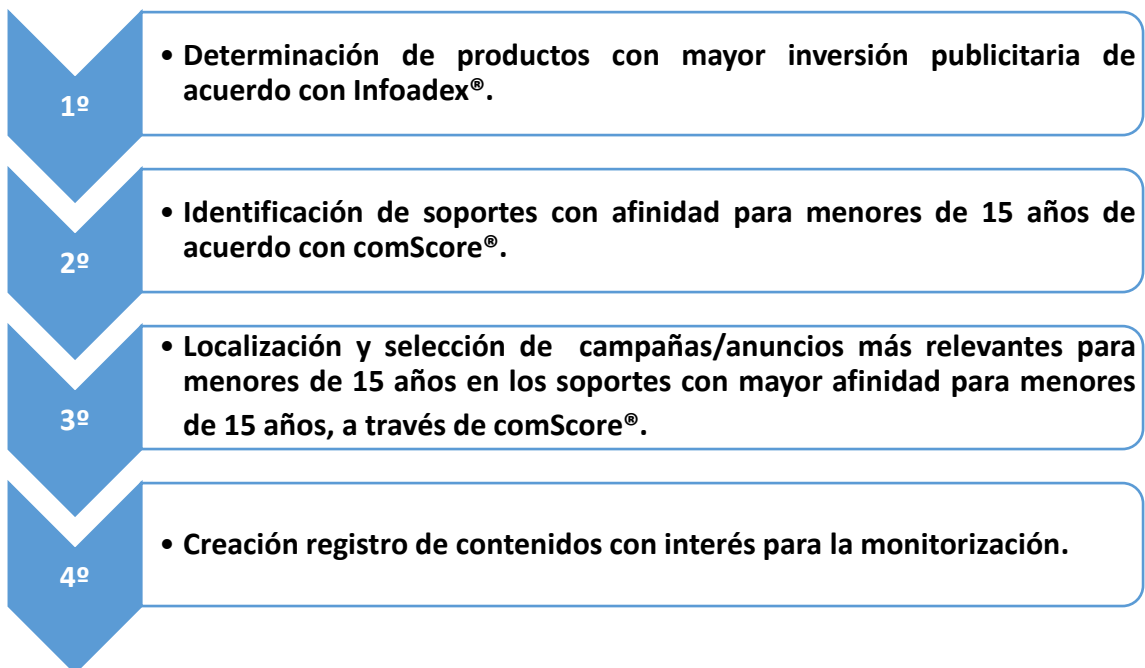 1º
• Determinación de productos con mayor inversión publicitaria de
acuerdo con Infoadex®.
2º
• Identificación de soportes con afinidad para menores de 15 años de
acuerdo con comScore®.
3º
• Localización y selección de campañas/anuncios más relevantes para
menores de 15 años en los soportes con mayor afinidad para menores
de 15 años, a través de comScore®.
4º
• Creación registro de contenidos con interés para la monitorización.